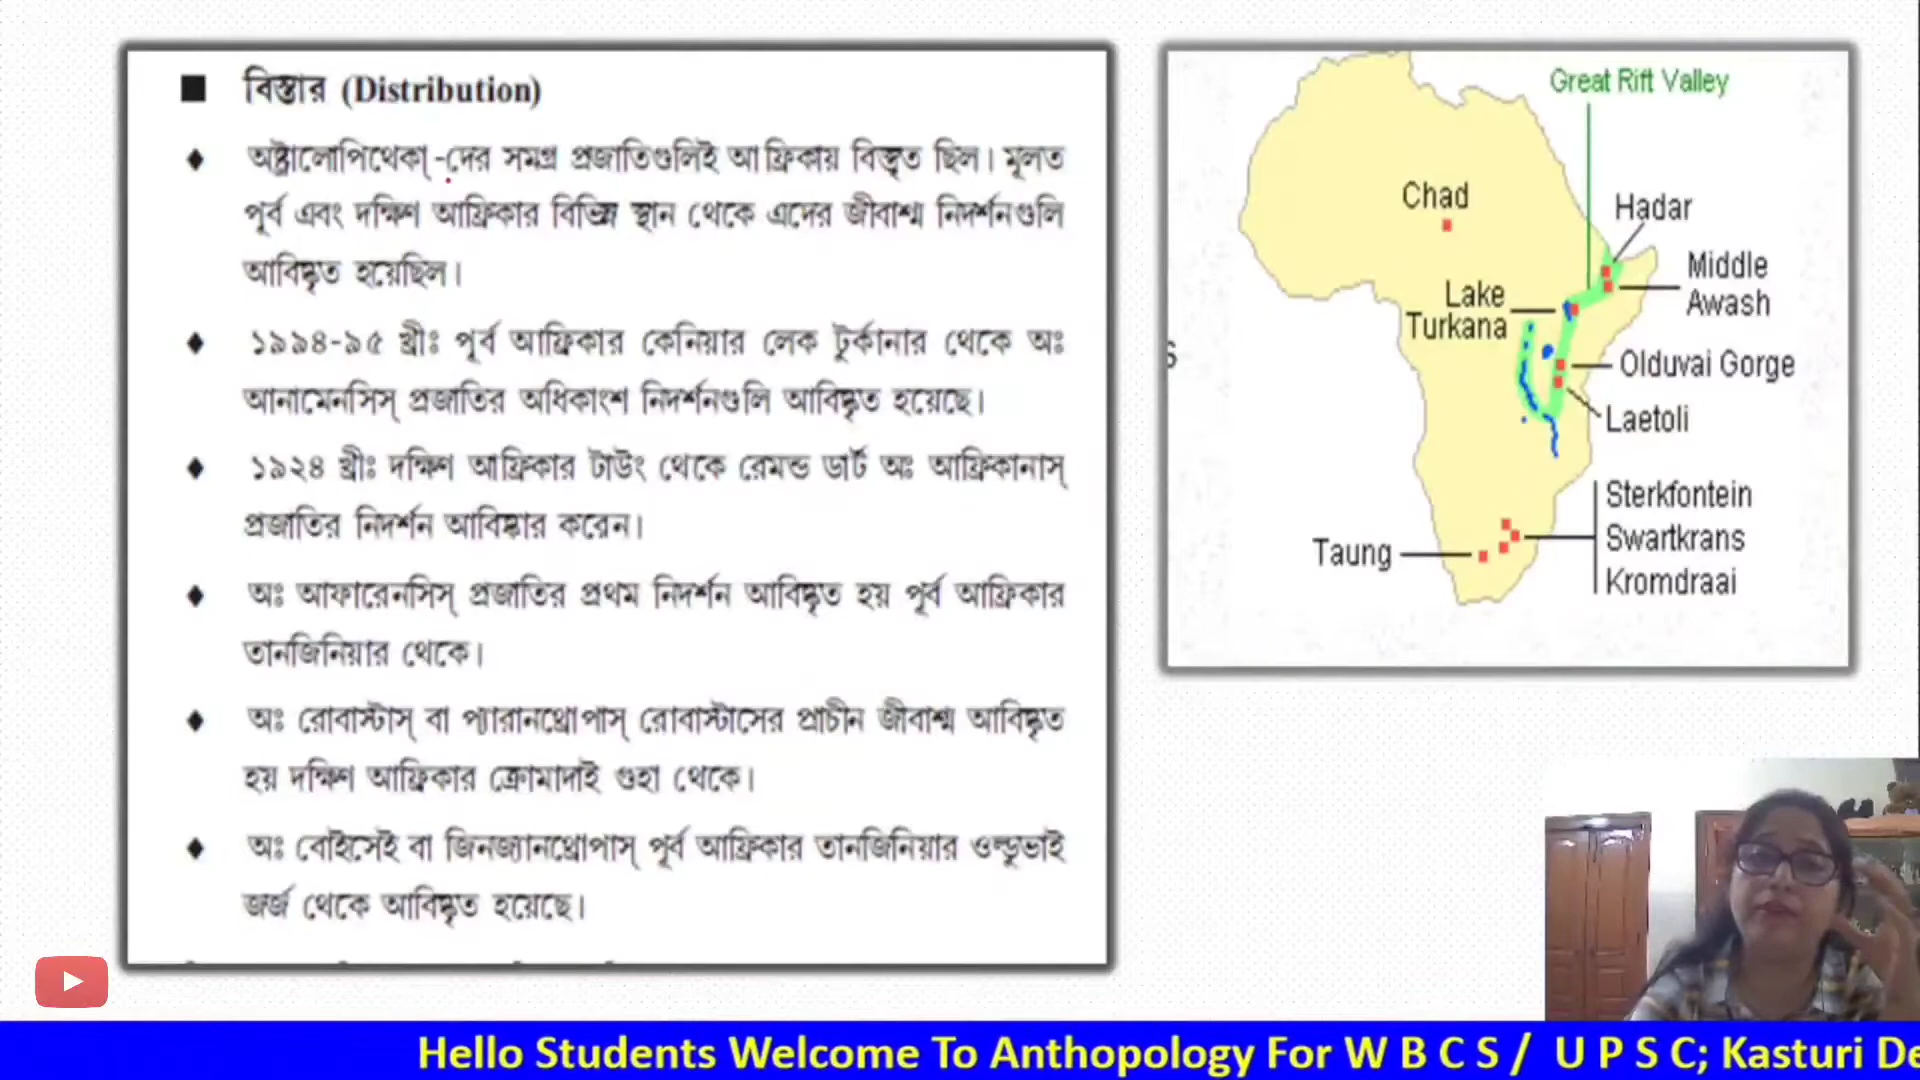 ■ বিস্তার (Distribution)
♦ অষ্ট্রালোপিথেকা্ -দের সমগ্র প্রজাতিগুলিই আফ্রিকায় বিস্তৃত ছিল। মূলত
পূর্ব এবং দক্ষিণ আফ্রিকার বিভিন্ন স্থান থেকে এদের জীবাশ্ম নিদর্শনগুলি
আবিষ্কৃত হয়েছিল।
♦ ১৯৯৪-৯৫ খ্রীঃ পূর্ব আফ্রিকার কেনিয়ার লেক টুর্কানার থেকে অঃ
আনামেনসিস্ প্রজাতির অধিকাংশ নিদর্শনগুলি আবিষ্কৃত হয়েছে।
♦ ১৯২৪ খ্রীঃ দক্ষিণ আফ্রিকার টাউং থেকে রেমন্ড ডার্ট অঃ আফ্রিকানাস্
প্রজাতির নিদর্শন আবিষ্কার করেন।
♦ অঃ আফারেনসিস্ প্রজাতির প্রথম নিদর্শন আবিষ্কৃত হয় পূর্ব আফ্রিকার
তানজিনিয়ার থেকে।
♦ অঃ রোবাস্টাস্ বা প্যারানথ্রোপাস্ রোবাস্টাসের প্রাচীন জীবাশ্ম আবিষ্কৃত
হয় দক্ষিণ আফ্রিকার ক্রোমাদাই গুহা থেকে।
♦ অঃ বোইসেই বা জিনজ্যানথ্রোপাস্ পূর্ব আফ্রিকার তানজিনিয়ার ওল্ডুভাই
জর্জ থেকে আবিষ্কৃত হয়েছে।
Great Rift Valley
Chad
Hadar
Middle
Awash
Lake
Turkana
Olduvai Gorge
Laetoli
Sterkfontein
Swartkrans
Kromdraai
Taung
Hello Students Welcome To Anthopology For W B C S / U P S C; Kasturi De